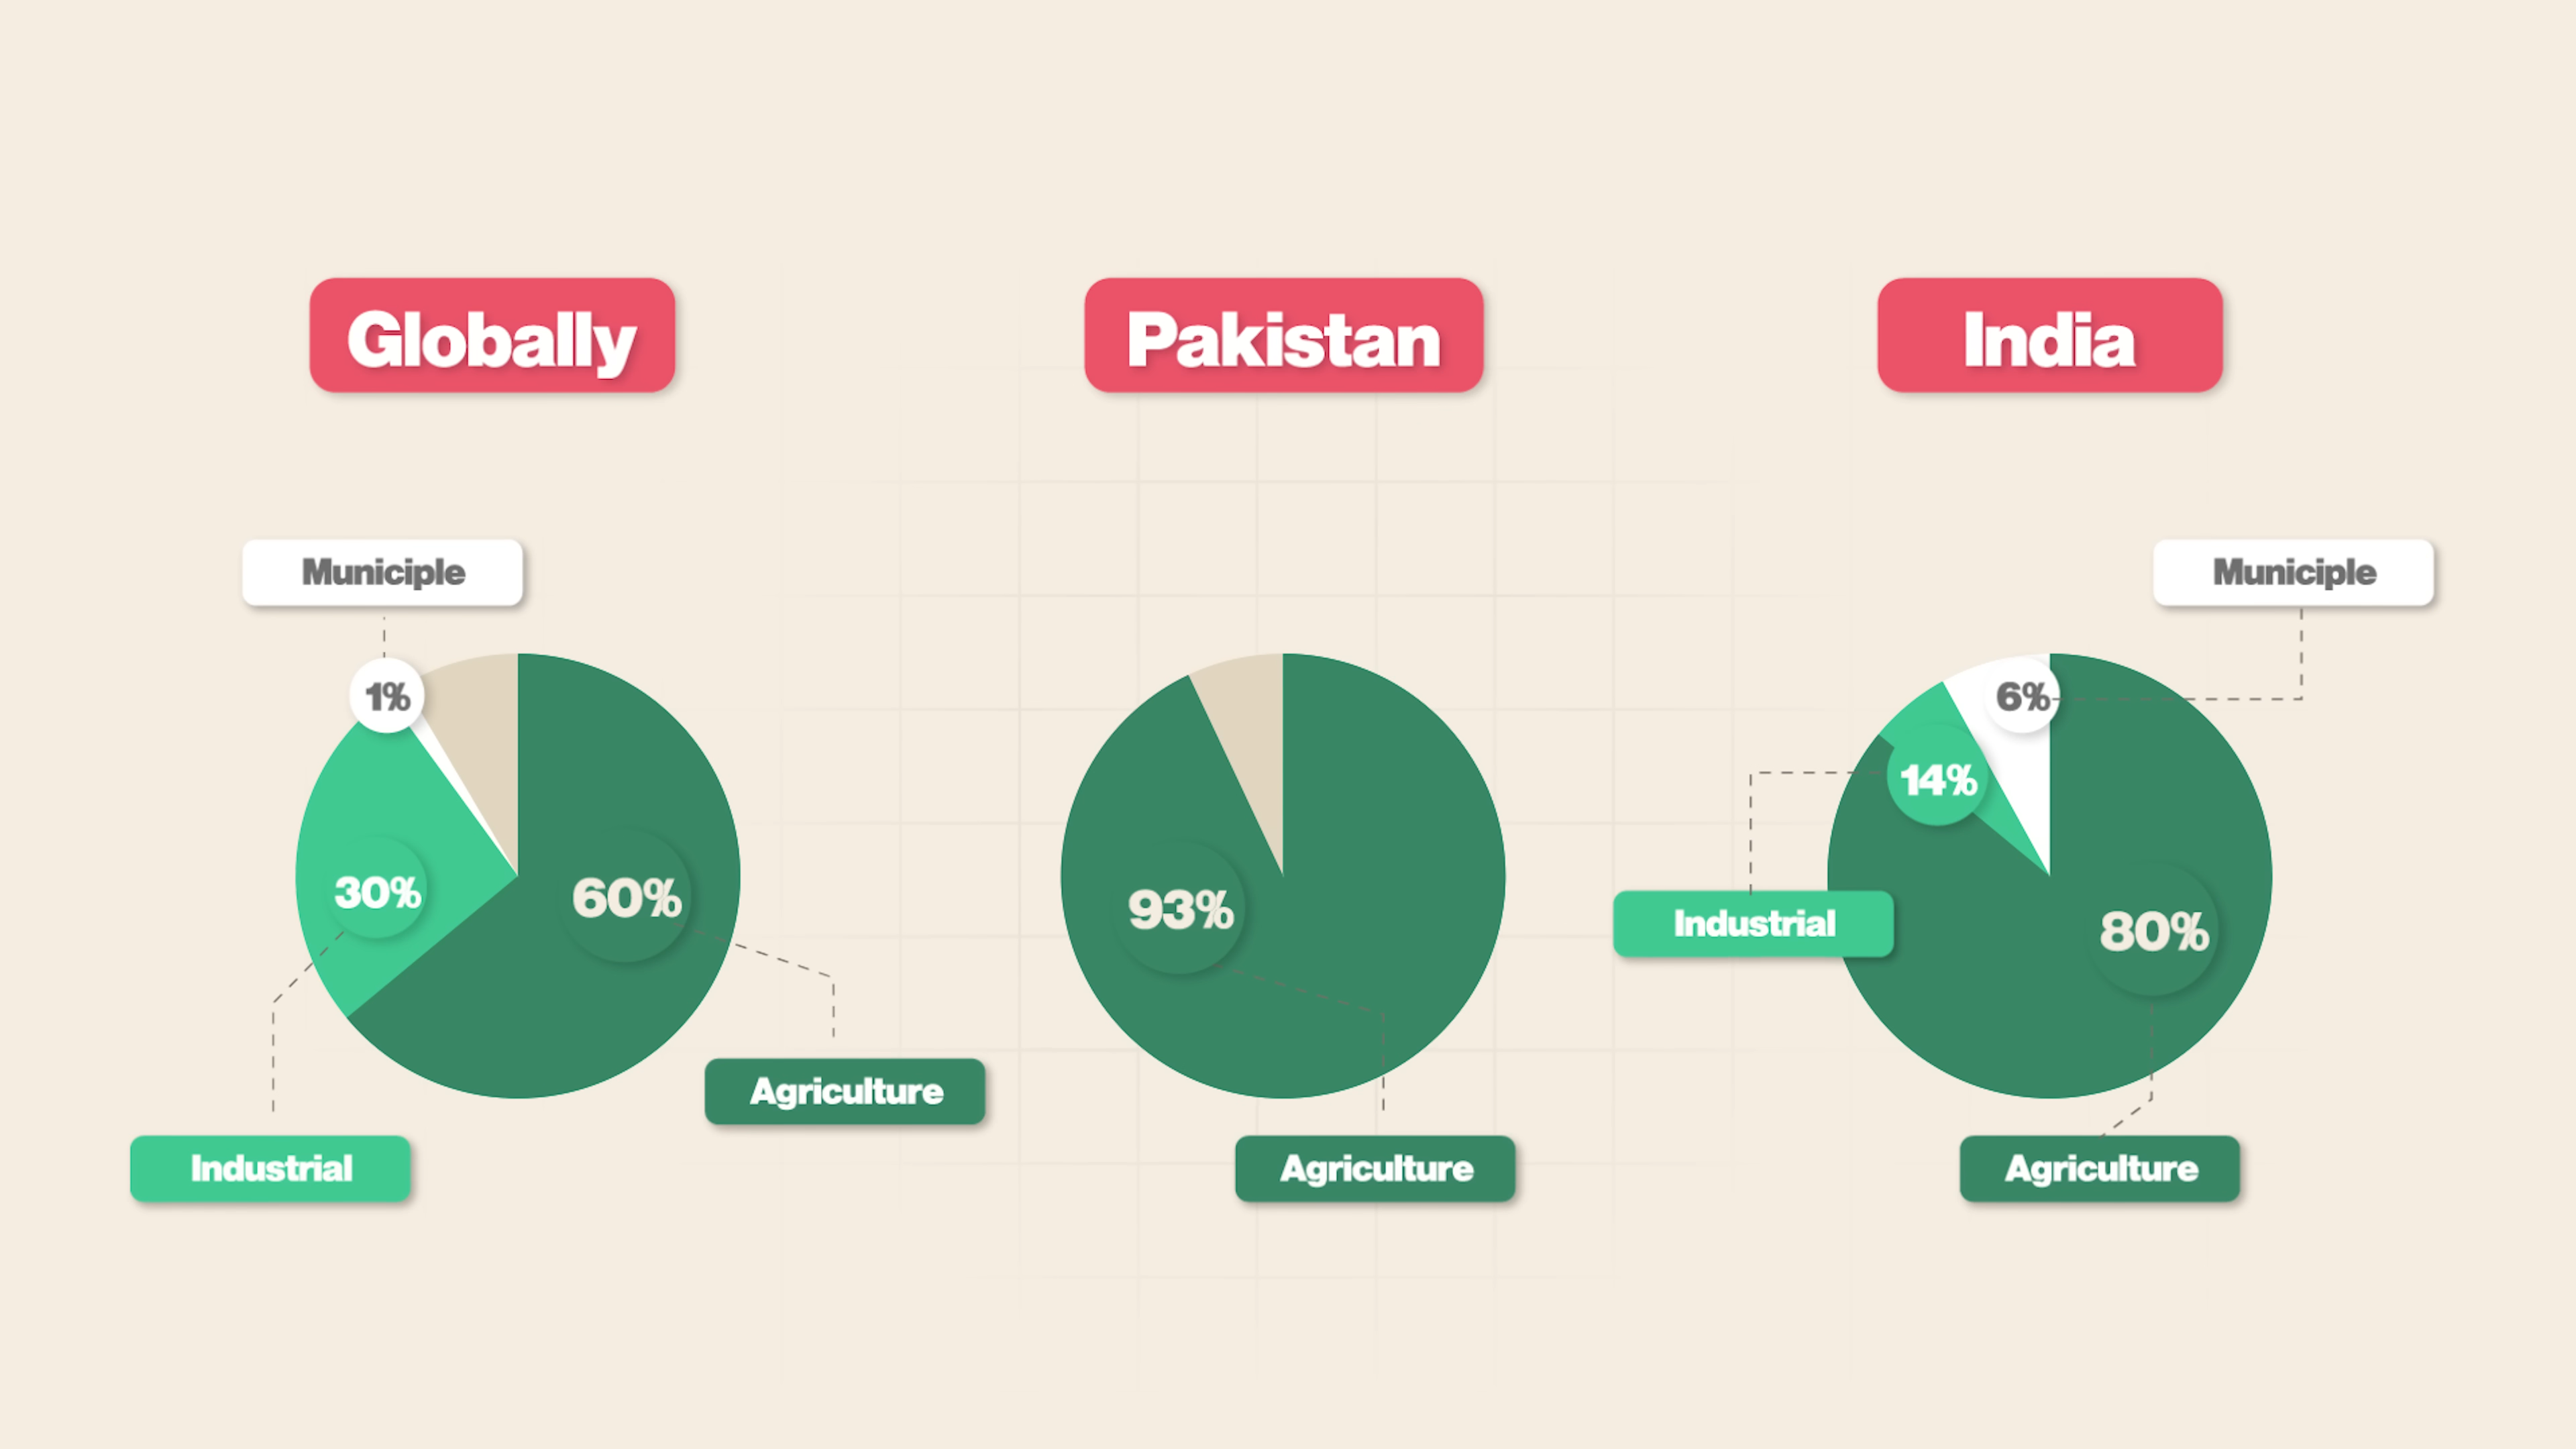 Globally
Pakistan
India
Municiple
1%
30%
60%
Industrial
Agriculture
93%
Agriculture
Municiple
6%
14%
Industrial
80%
Agriculture